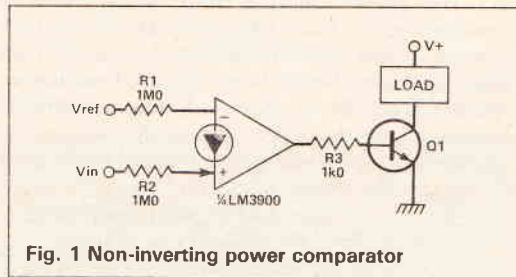 V+
LOAD
R1
1M0
Vref
−
Q1
R3
1k0
Vin
+
R2
1M0
¼LM3900
Fig. 1 Non-inverting power comparator